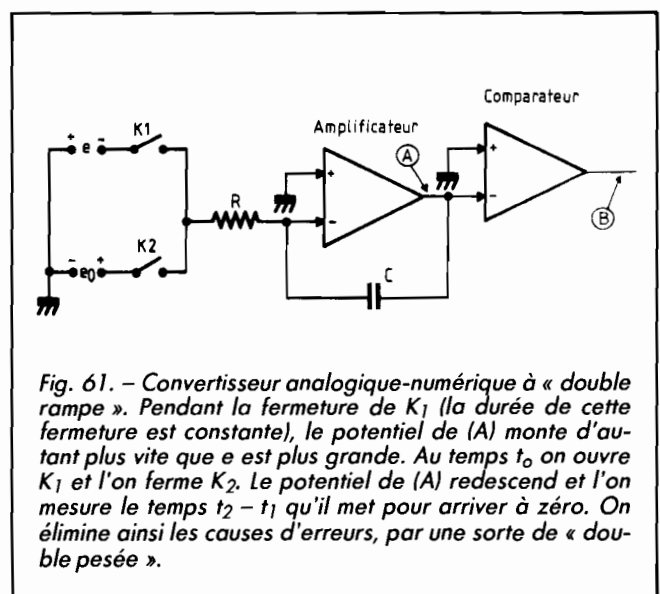 Comparateur
Amplificateur
+ e - K1
A
+
-
R
+
-
B
- e₀ + K2
C
Fig. 61. – Convertisseur analogique-numérique à « double
rampe ». Pendant la fermeture de K₁ (la durée de cette
fermeture est constante), le potentiel de (A) monte d'au-
tant plus vite que e est plus grande. Au temps t₀ on ouvre
K₁ et l'on ferme K₂. Le potentiel de (A) redescend et l'on
mesure le temps t₂ – t₁ qu'il met pour arriver à zéro. On
élimine ainsi les causes d'erreurs, par une sorte de « dou-
ble pesée ».